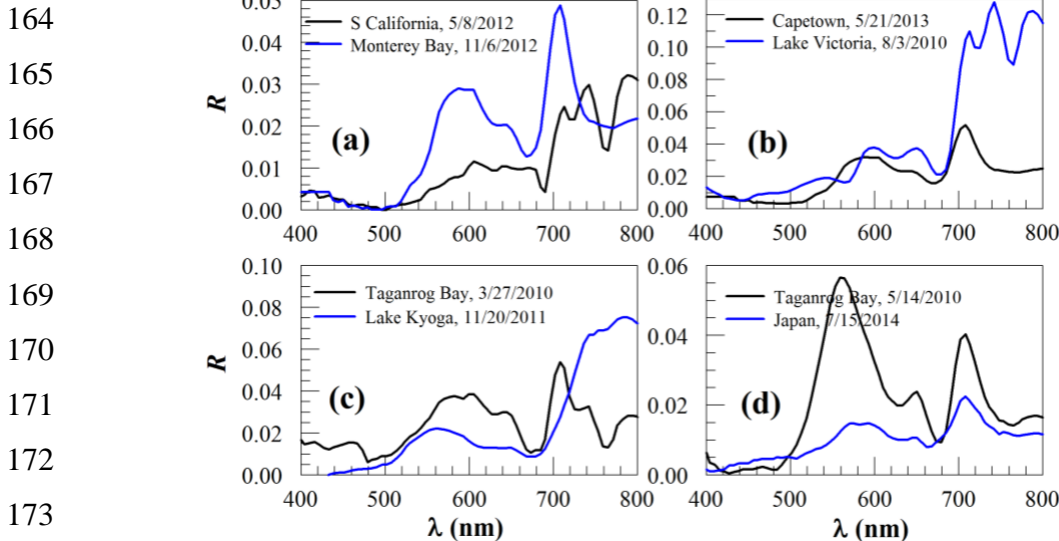 164
165
166
167
168
169
170
171
172
173
0.05
0.04
0.03
0.02
0.01
0.00
R
S California, 5/8/2012
Monterey Bay, 11/6/2012
(a)
400 500 600 700 800
0.12
0.08
0.04
0.00
Capetown, 5/21/2013
Lake Victoria, 8/3/2010
(b)
400 500 600 700 800
0.10
0.08
0.06
0.04
0.02
0.00
R
Taganrog Bay, 3/27/2010
Lake Kyoga, 11/20/2011
(c)
400 500 600 700 800
λ (nm)
0.06
0.04
0.02
0.00
Taganrog Bay, 5/14/2010
Japan, 7/15/2014
(d)
400 500 600 700 800
λ (nm)